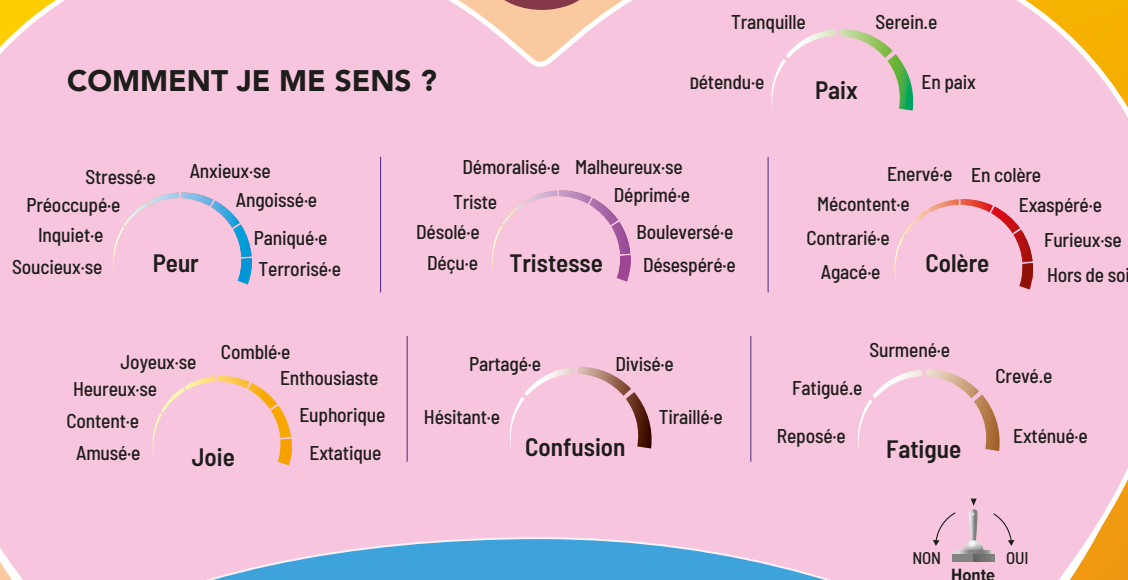 COMMENT JE ME SENS ?
Tranquille
Serein.e
Détendu·e
En paix
Paix
Stressé·e
Anxieux·se
Préoccupé·e
Angoissé·e
Inquiet·e
Paniqué·e
Soucieux·se
Terrorisé·e
Peur
Démoralisé·e
Malheureux·se
Triste
Déprimé·e
Désolé·e
Bouleversé·e
Déçu·e
Désespéré·e
Tristesse
Enervé·e
En colère
Mécontent·e
Exaspéré·e
Contrarié·e
Furieux·se
Agacé·e
Hors de soi
Colère
Joyeux·se
Comblé·e
Heureux·se
Enthousiaste
Content·e
Euphorique
Amusé·e
Extatique
Joie
Partagé·e
Divisé·e
Hésitant·e
Tiraillé·e
Confusion
Surmené·e
Fatigué.e
Crevé.e
Reposé·e
Exténué·e
Fatigue
NON
OUI
Honte